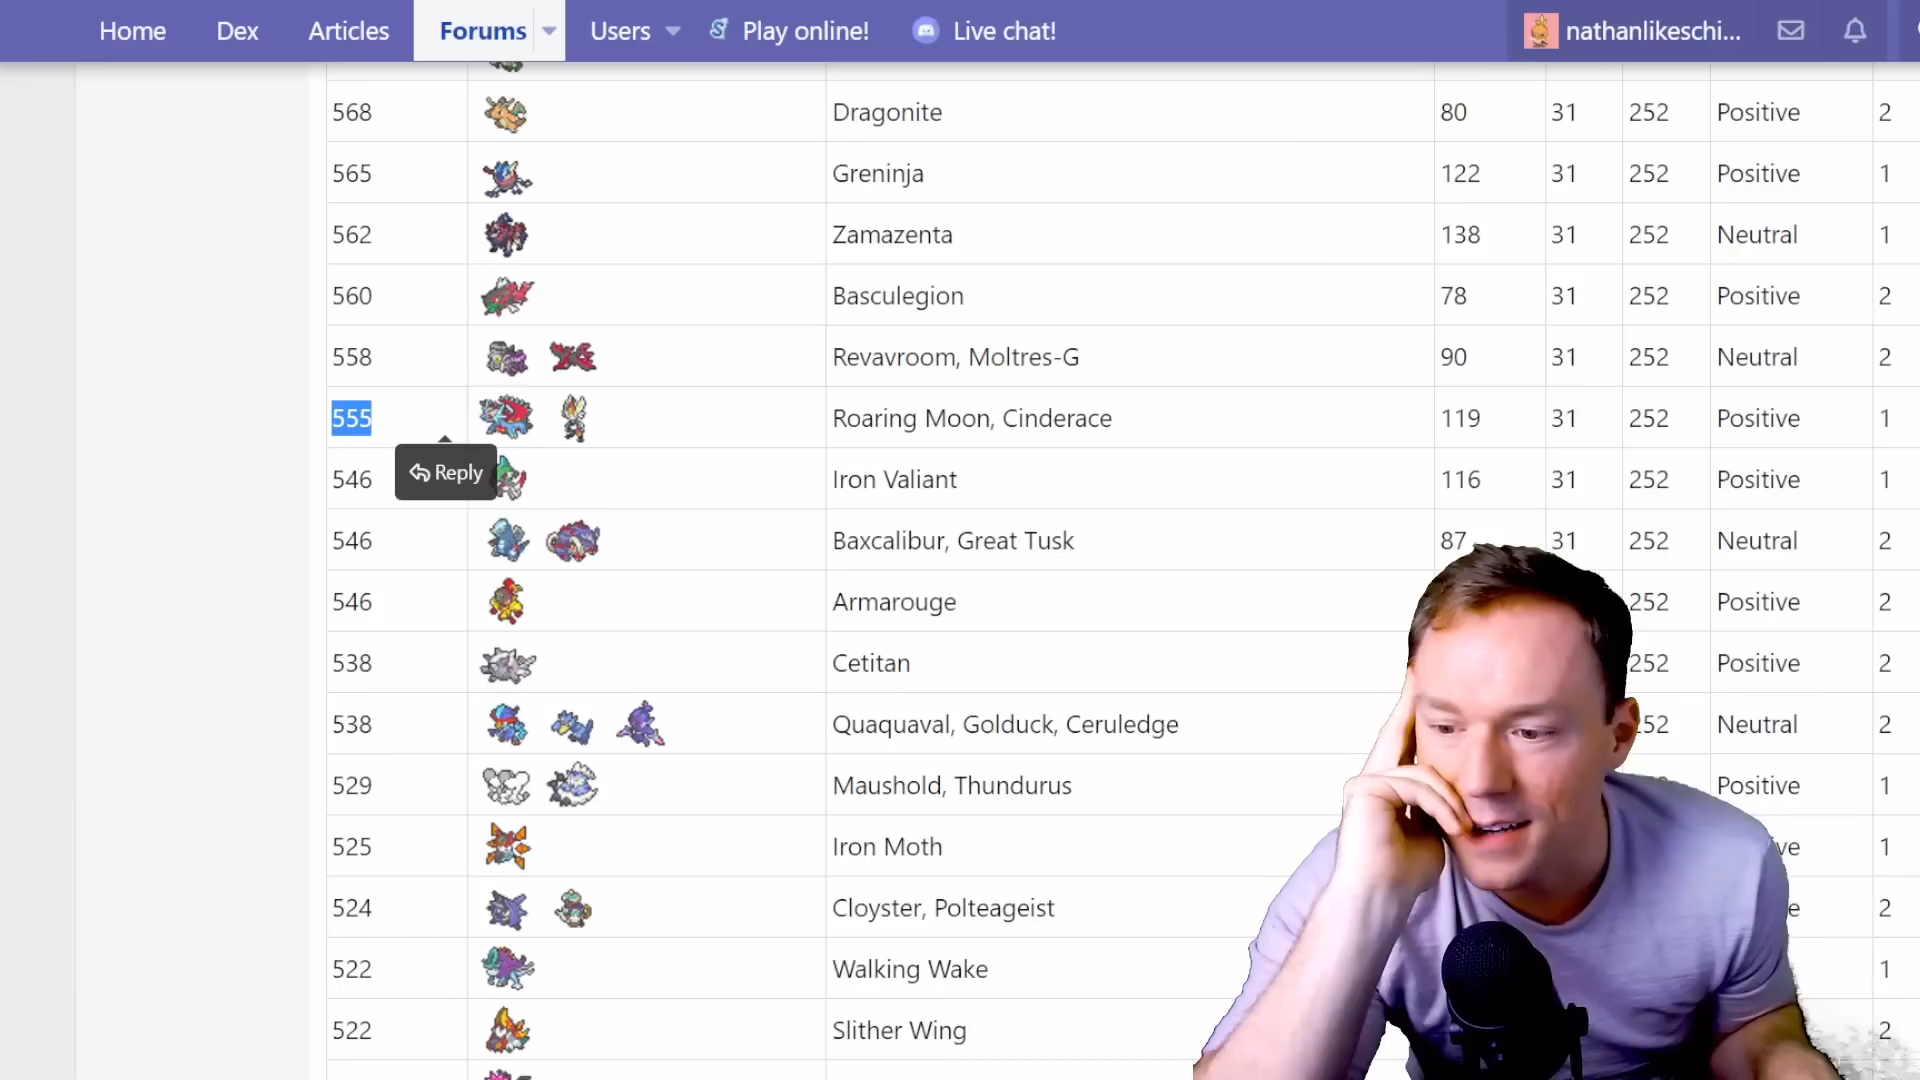 Home Dex Articles Forums Users Play online! Live chat! nathanlikeschi...
568 Dragonite 80 31 252 Positive 2
565 Greninja 122 31 252 Positive 1
562 Zamazenta 138 31 252 Neutral 1
560 Basculegion 78 31 252 Positive 2
558 Revavroom, Moltres-G 90 31 252 Neutral 2
555 Roaring Moon, Cinderace 119 31 252 Positive 1
Reply
546 Iron Valiant 116 31 252 Positive 1
546 Baxcalibur, Great Tusk 87 31 252 Neutral 2
546 Armarouge 252 Positive 2
538 Cetitan 252 Positive 2
538 Quaquaval, Golduck, Ceruledge 52 Neutral 2
529 Maushold, Thundurus Positive 1
525 Iron Moth ve 1
524 Cloyster, Polteageist e 2
522 Walking Wake 1
522 Slither Wing 2